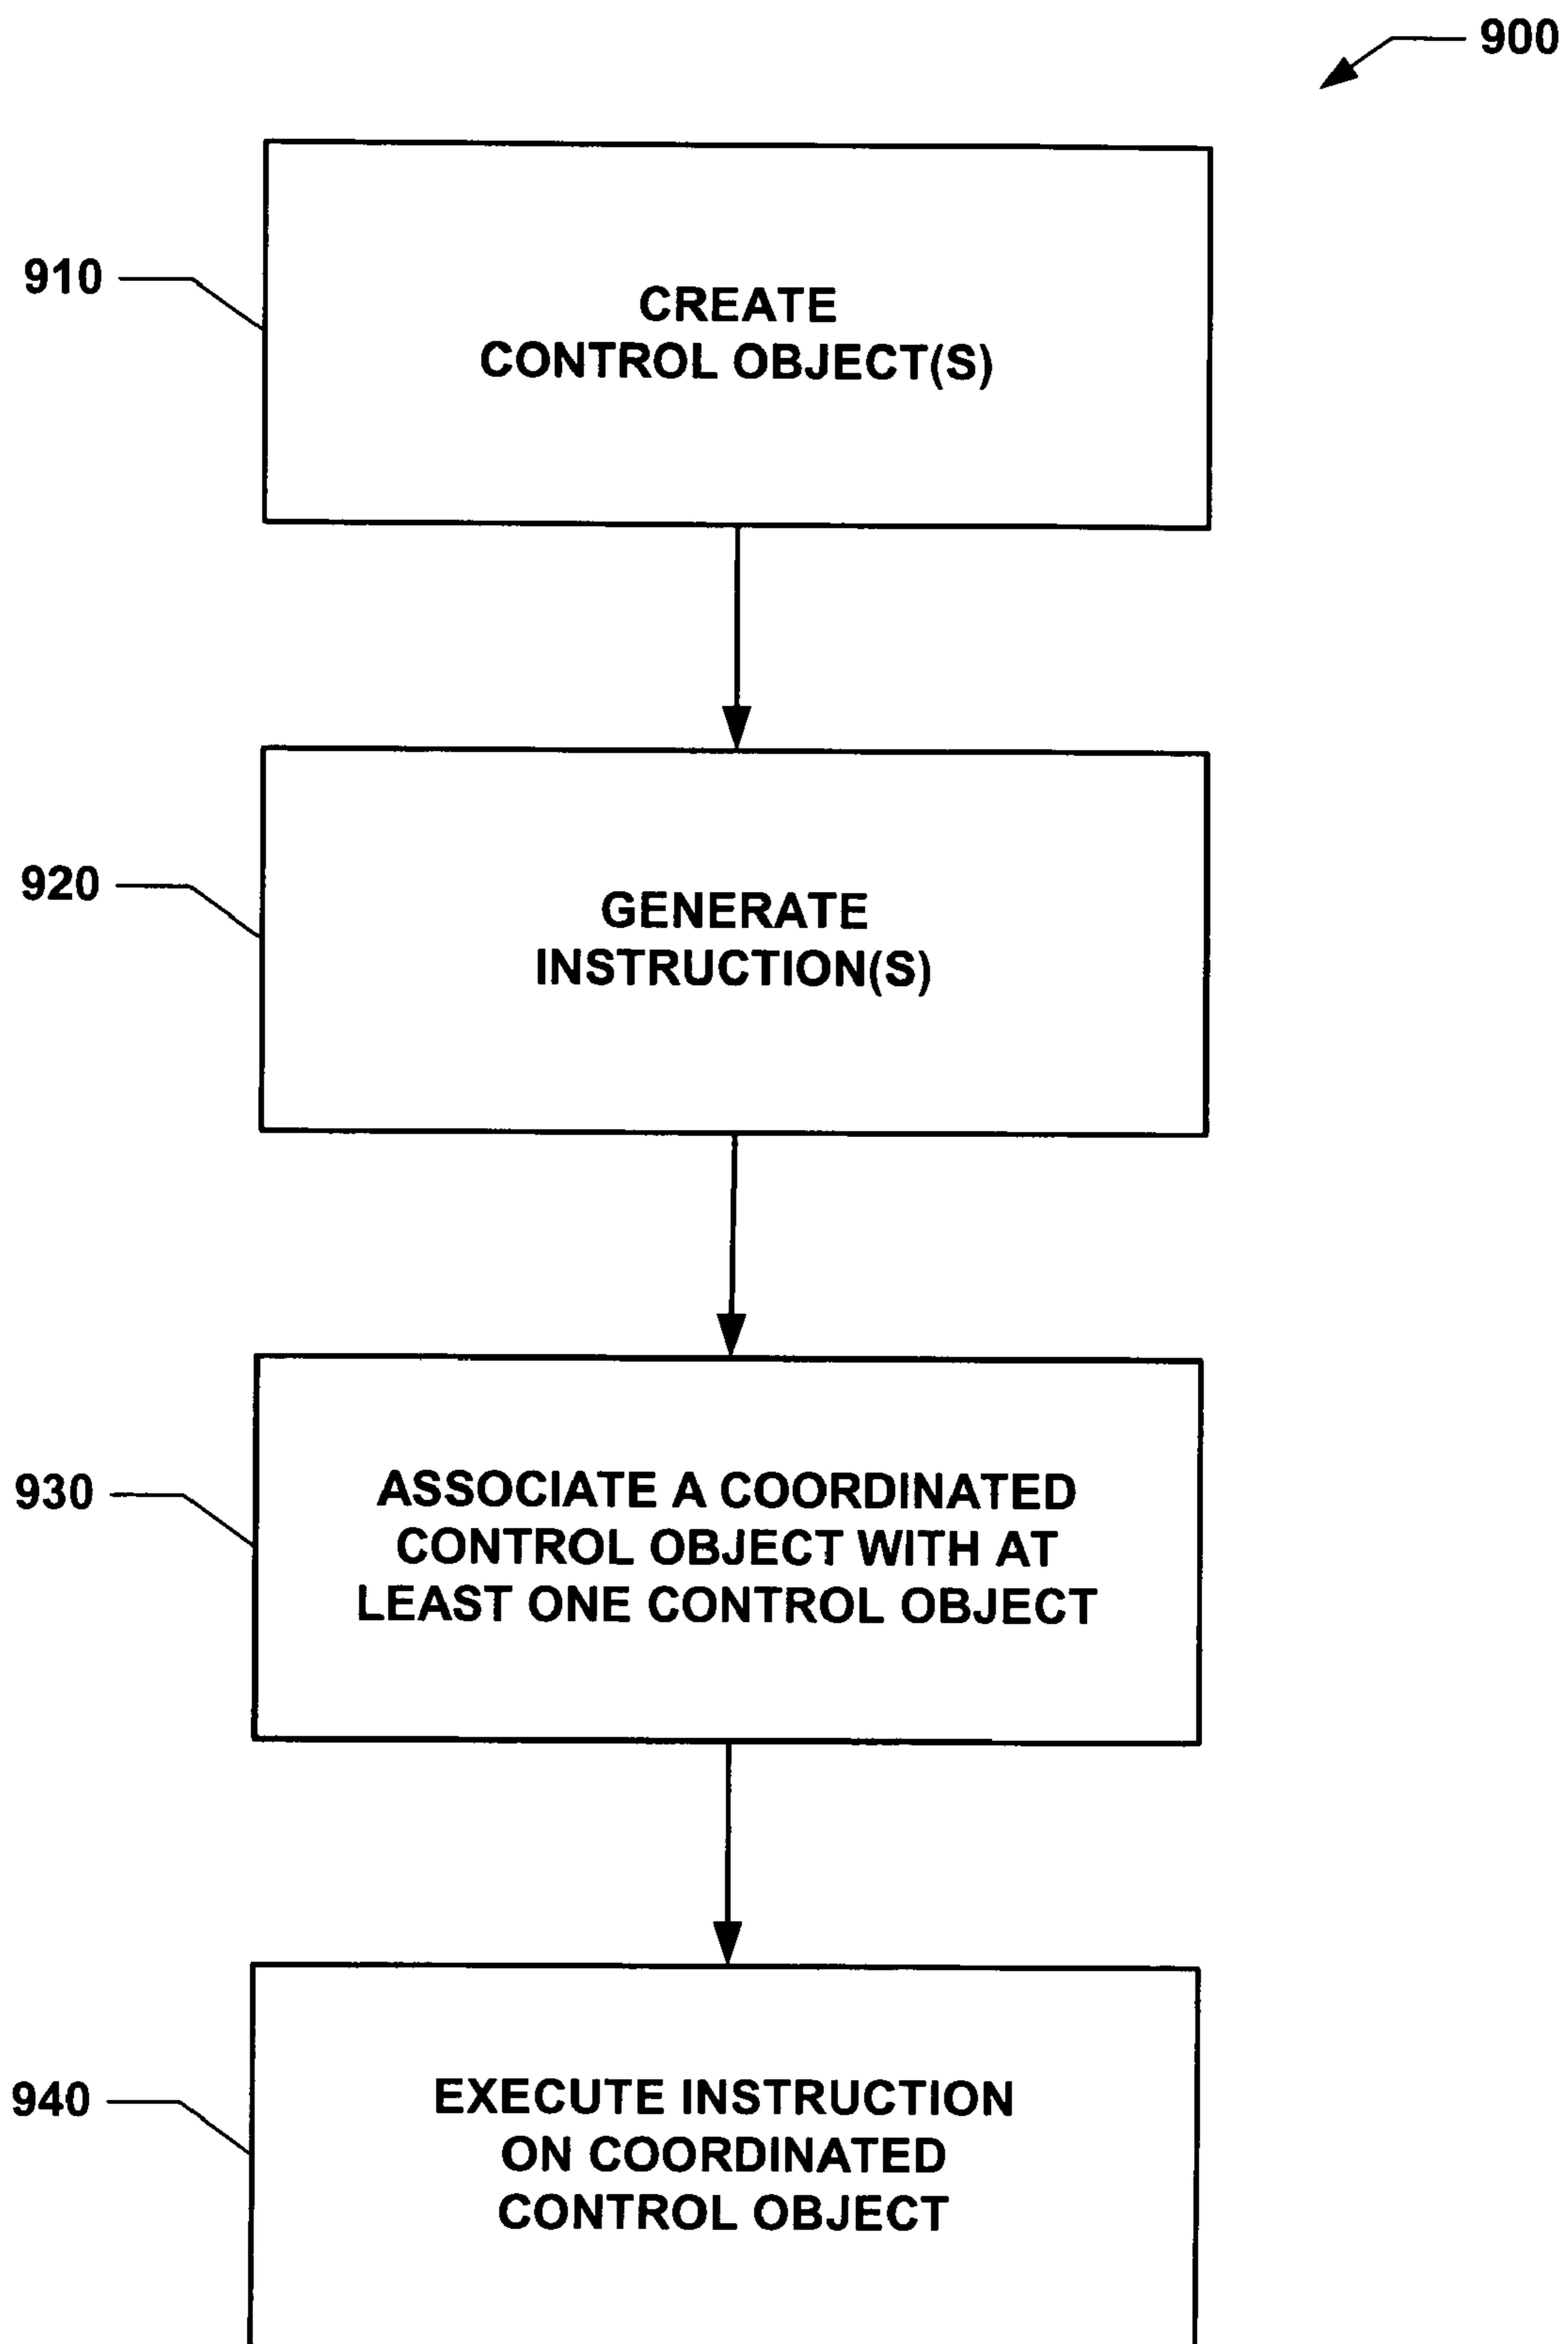 900
910
CREATE
CONTROL OBJECT(S)
920
GENERATE
INSTRUCTION(S)
930
ASSOCIATE A COORDINATED
CONTROL OBJECT WITH AT
LEAST ONE CONTROL OBJECT
940
EXECUTE INSTRUCTION
ON COORDINATED
CONTROL OBJECT